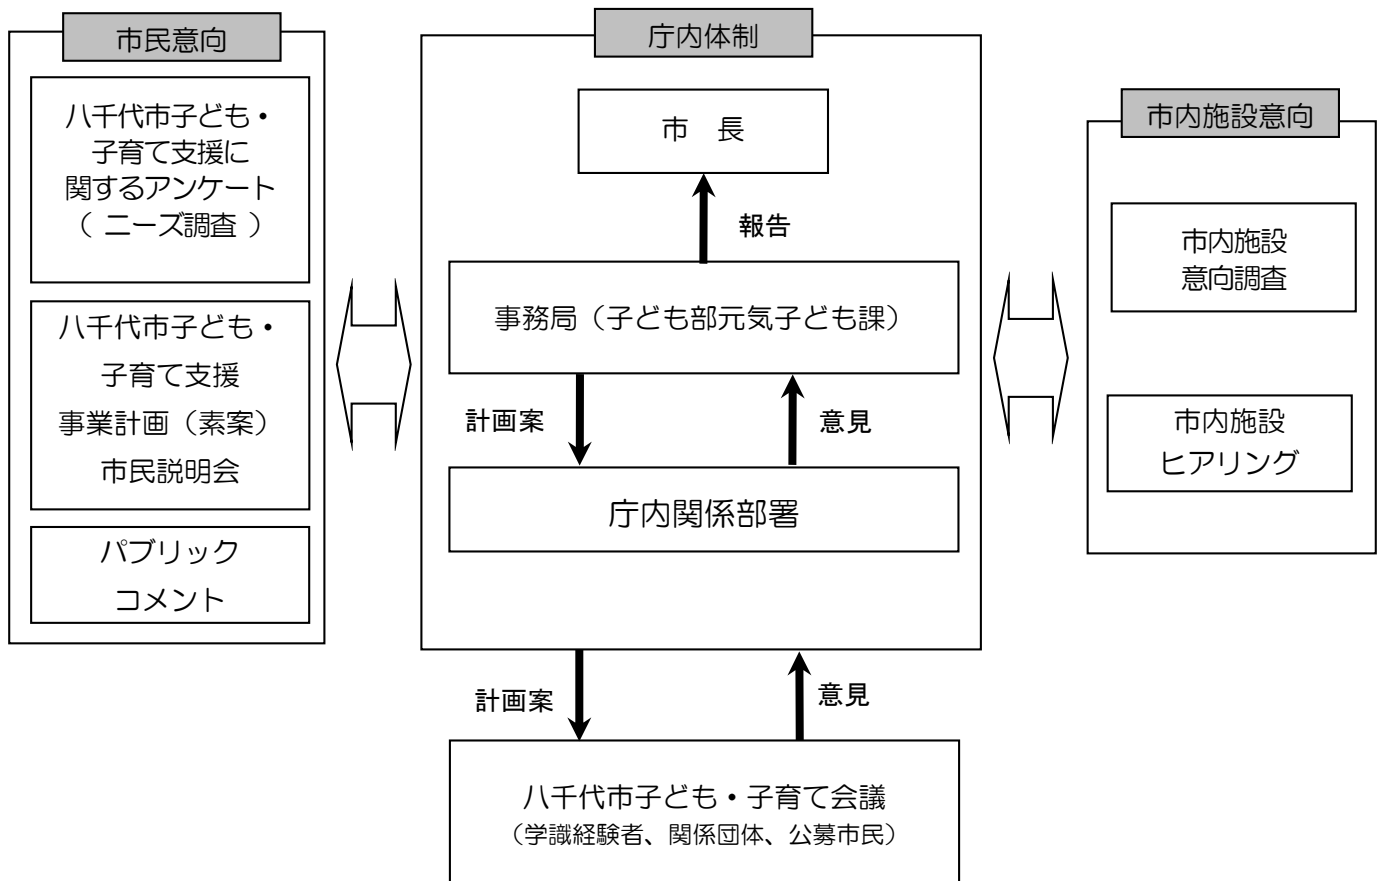 市民意向
八千代市子ども・
子育て支援に
関するアンケート
（ ニーズ調査 ）
八千代市子ども・
子育て支援
事業計画（素案）
市民説明会
パブリック
コメント
庁内体制
市　長
報告
事務局（子ども部元気子ども課）
計画案
意見
庁内関係部署
計画案
意見
八千代市子ども・子育て会議
（学識経験者、関係団体、公募市民）
市内施設意向
市内施設
意向調査
市内施設
ヒアリング